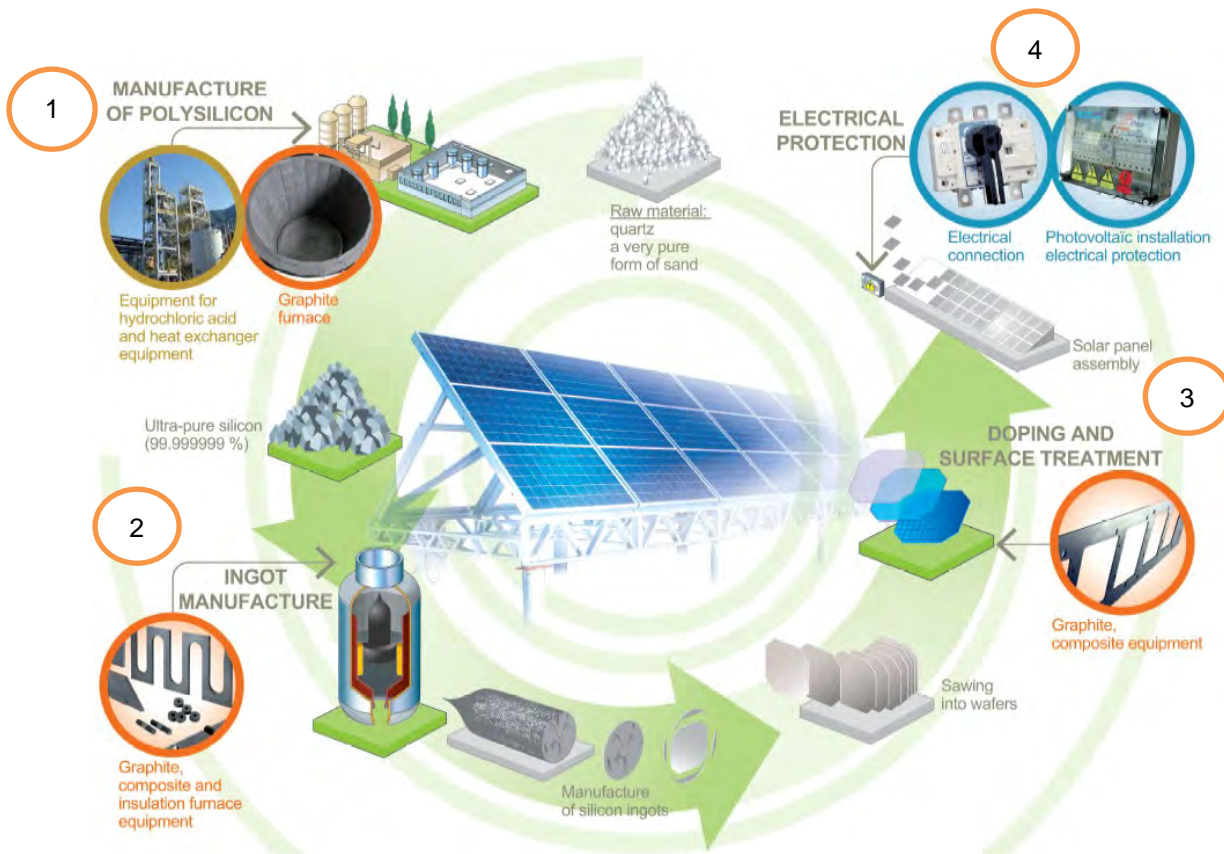 1
MANUFACTURE
OF POLYSILICON
Equipment for
hydrochloric acid
and heat exchanger
equipment
Graphite
furnace
Raw material:
quartz
a very pure
form of sand
4
ELECTRICAL
PROTECTION
Electrical
connection
Photovoltaïc installation
electrical protection
Solar panel
assembly
Ultra-pure silicon
(99.999999 %)
3
DOPING AND
SURFACE TREATMENT
Graphite,
composite equipment
2
INGOT
MANUFACTURE
Graphite,
composite and
insulation furnace
equipment
Manufacture
of silicon ingots
Sawing
into wafers